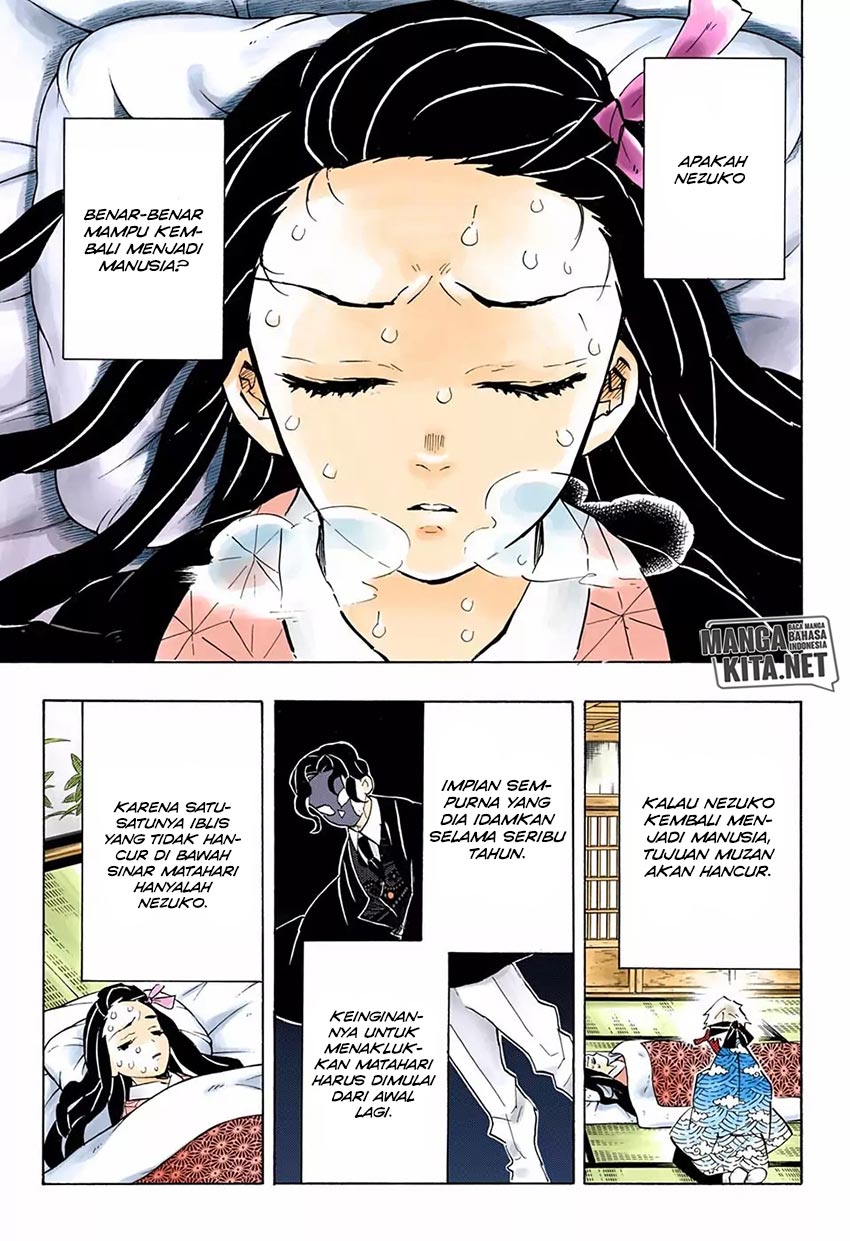 APAKAH
NEZUKO
BENAR-BENAR
MAMPU KEM-
BALI MENJADI
MANUSIA?
MANGA
KITA.NET
BACA MANGA
BAHASA
INDONESIA
KALAU NEZUKO
KEMBALI MEN-
JADI MANUSIA,
TUJUAN MUZAN
AKAN HANCUR.
IMPIAN SEM-
PURNA YANG
DIA IDAMKAN
SELAMA SERIBU
TAHUN.
KEINGINAN-
NYA UNTUK
MENAKLUK-
KAN MATAHARI
HARUS DIMULAI
DARI AWAL
LAGI.
KARENA SATU-
SATUNYA IBLIS
YANG TIDAK HAN-
CUR DI BAWAH
SINAR MATAHARI
HANYALAH
NEZUKO.